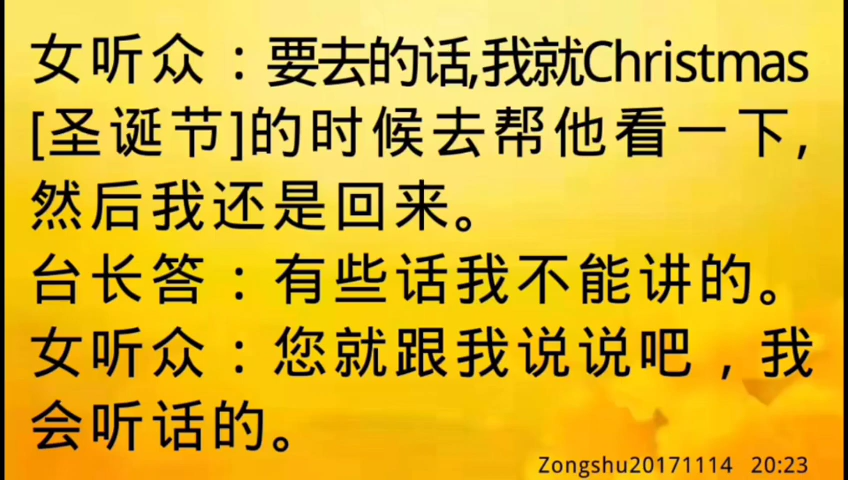 女听众：要去的话,我就Christmas
[圣诞节]的时候去帮他看一下,
然后我还是回来。
台长答：有些话我不能讲的。
女听众：您就跟我说说吧，我
会听话的。
Zongshu20171114 20:23